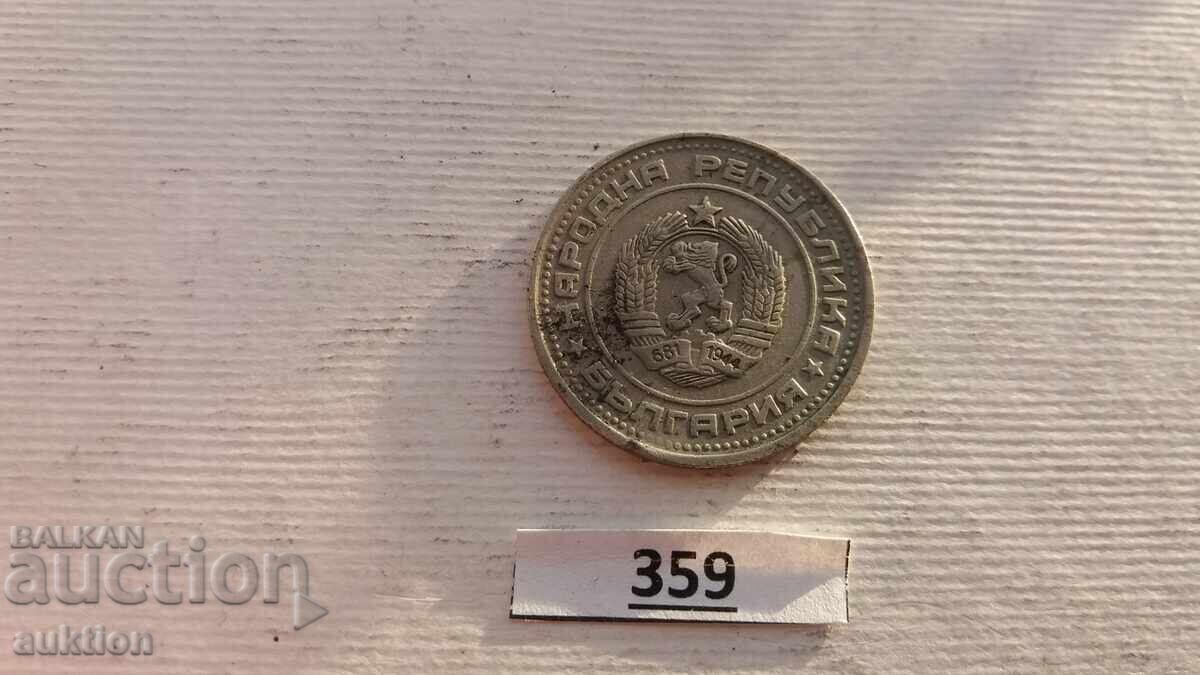 НАРОДНА РЕПУБЛИКА
681 1944
БЪЛГАРИЯ
359
BALKAN
auction
auktion